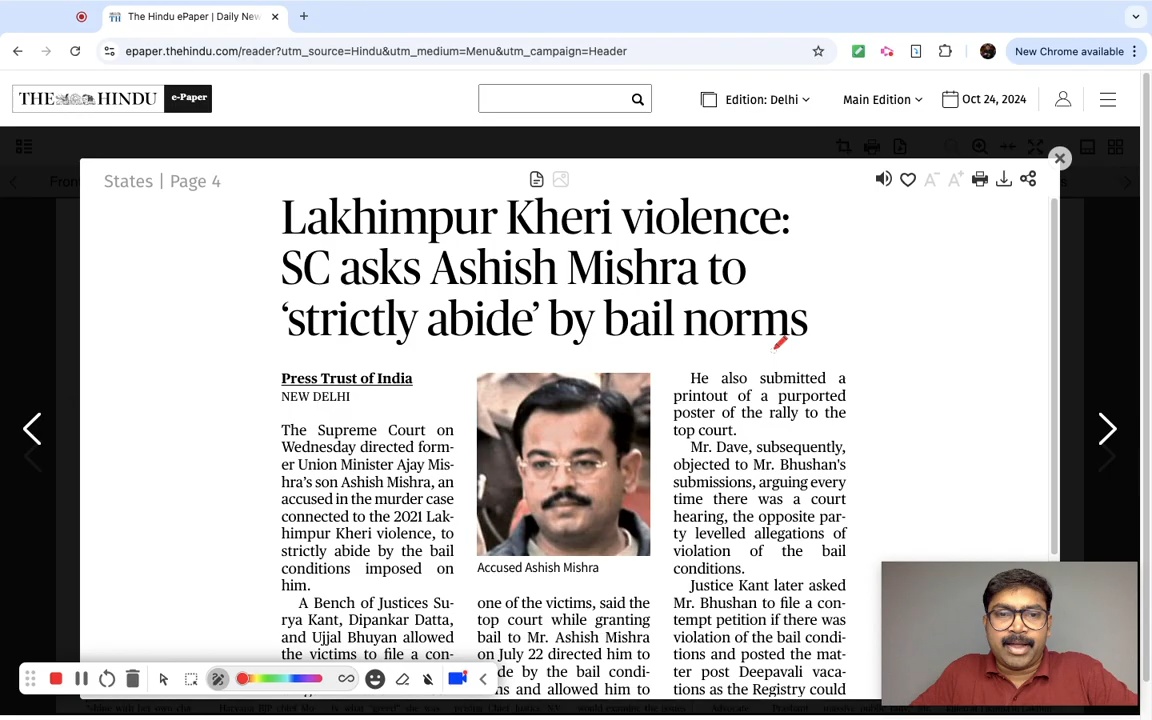 The Hindu ePaper | Daily New
epaper.thehindu.com/reader?utm_source=Hindu&utm_medium=Menu&utm_campaign=Header
New Chrome available
THE HINDU e-Paper
Edition: Delhi
Main Edition
Oct 24, 2024
States | Page 4
A- A+
Lakhimpur Kheri violence:
SC asks Ashish Mishra to
‘strictly abide’ by bail norms
Press Trust of India
NEW DELHI
The Supreme Court on
Wednesday directed form-
er Union Minister Ajay Mis-
hra’s son Ashish Mishra, an
accused in the murder case
connected to the 2021 Lak-
himpur Kheri violence, to
strictly abide by the bail
conditions imposed on
him.
A Bench of Justices Su-
rya Kant, Dipankar Datta,
and Ujjal Bhuyan allowed
the victims to file a con-
Accused Ashish Mishra
one of the victims, said the
top court while granting
bail to Mr. Ashish Mishra
on July 22 directed him to
by the bail condi-
and allowed him to
He also submitted a
printout of a purported
poster of the rally to the
top court.
Mr. Dave, subsequently,
objected to Mr. Bhushan's
submissions, arguing every
time there was a court
hearing, the opposite par-
ty levelled allegations of
violation of the bail
conditions.
Justice Kant later asked
Mr. Bhushan to file a con-
tempt petition if there was
violation of the bail condi-
tions and posted the mat-
ter post Deepavali vaca-
tions as the Registry could